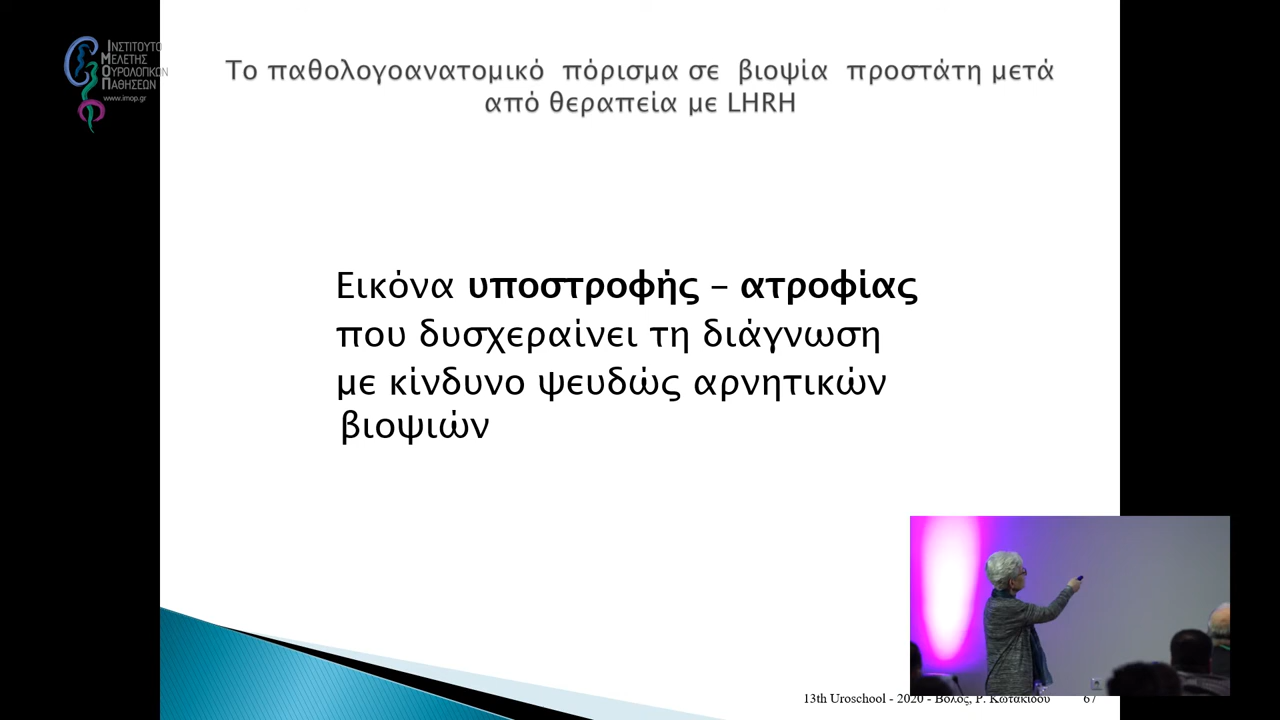 ΙΝΣΤΙΤΟΥΤΟ
ΜΕΛΕΤΗΣ
ΟΥΡΟΛΟΓΙΚΩΝ
ΠΑΘΗΣΕΩΝ
www.imop.gr
Το παθολογοανατομικό πόρισμα σε βιοψία προστάτη μετά
από θεραπεία με LHRH
Εικόνα υποστροφής – ατροφίας
που δυσχεραίνει τη διάγνωση
με κίνδυνο ψευδώς αρνητικών
βιοψιών
13th Uroschool - 2020 - Βόλος, Ρ. Κωτακίδου 67